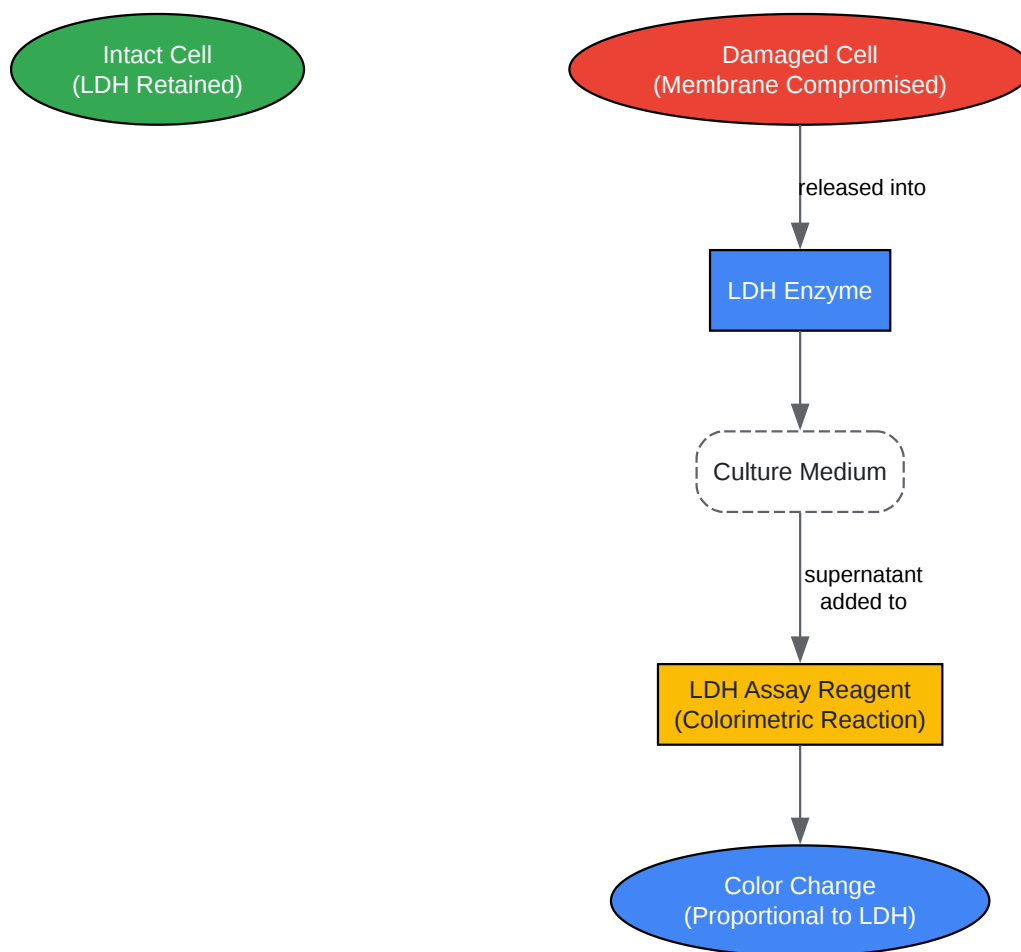 Intact Cell
(LDH Retained)
Damaged Cell
(Membrane Compromised)
released into
LDH Enzyme
Culture Medium
supernatant
added to
LDH Assay Reagent
(Colorimetric Reaction)
Color Change
(Proportional to LDH)